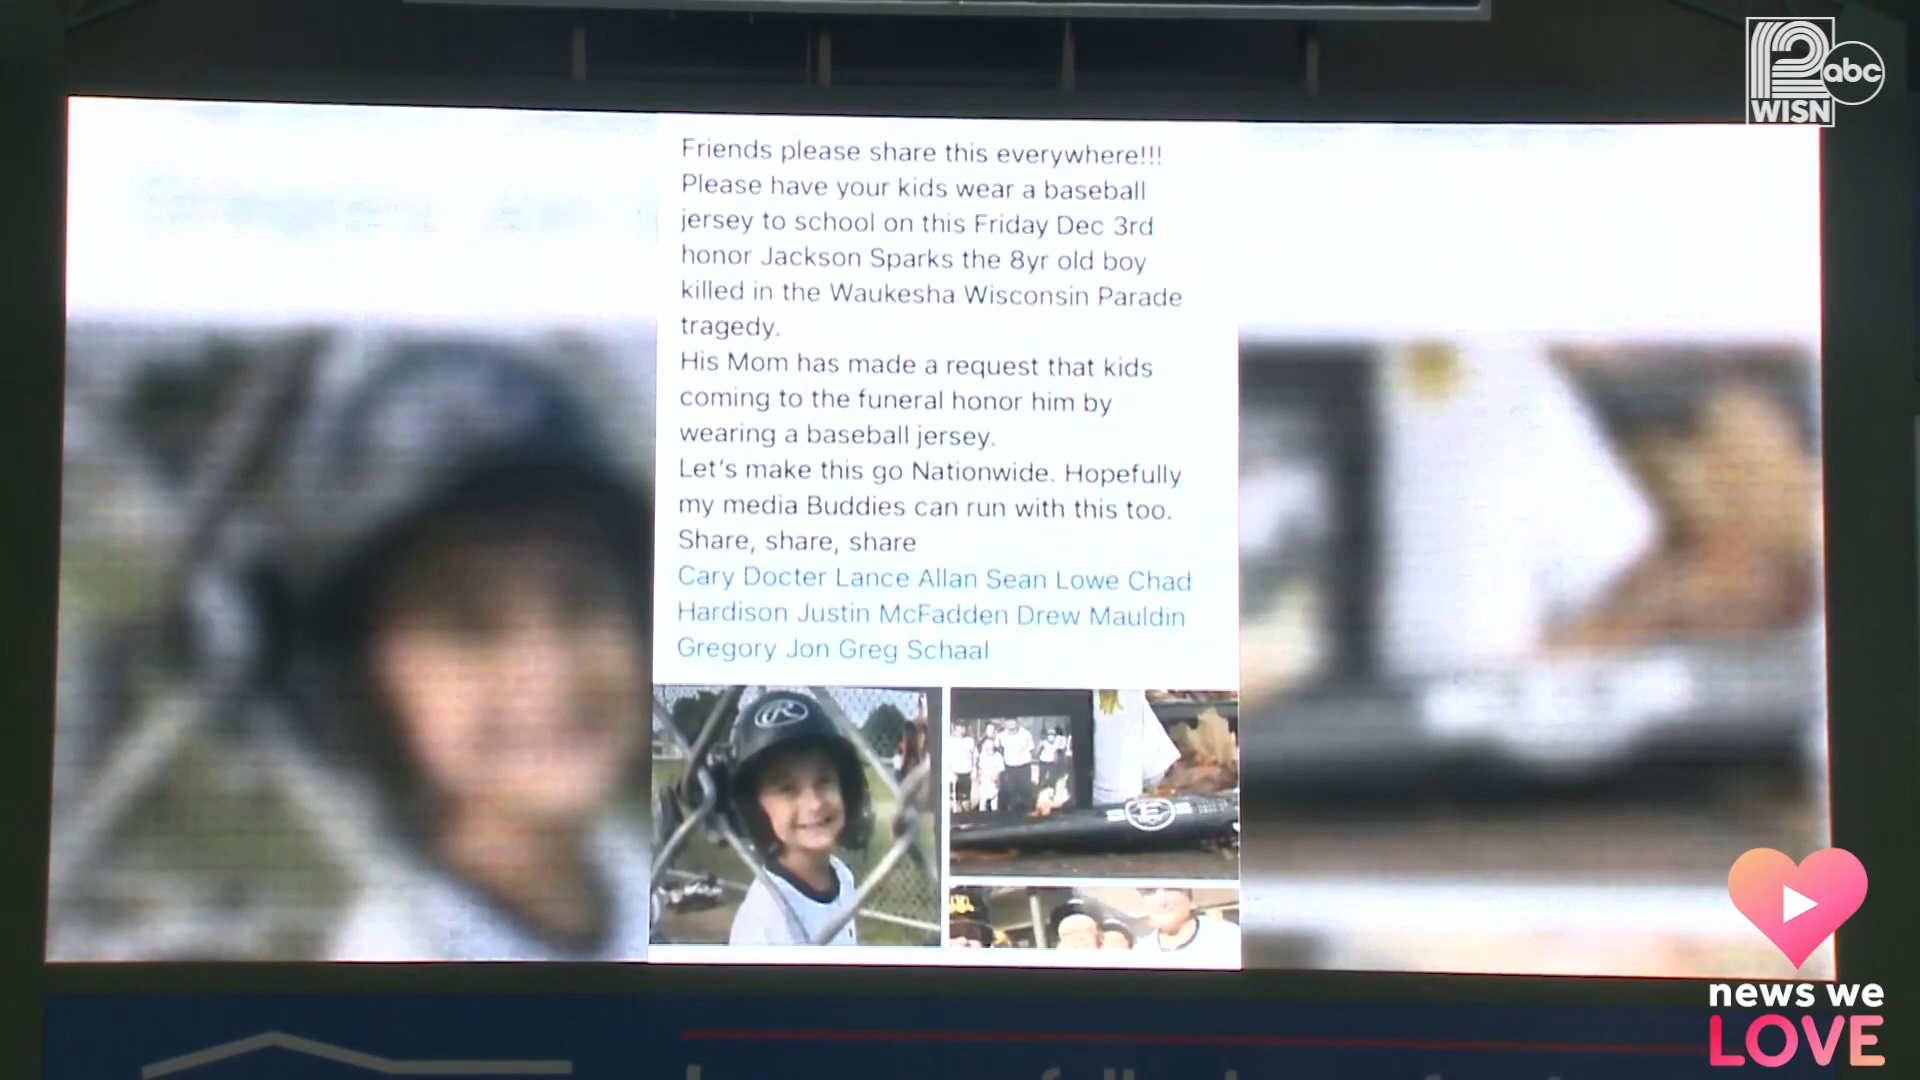 12
abc
WISN
Friends please share this everywhere!!!
Please have your kids wear a baseball
jersey to school on this Friday Dec 3rd
honor Jackson Sparks the 8yr old boy
killed in the Waukesha Wisconsin Parade
tragedy.
His Mom has made a request that kids
coming to the funeral honor him by
wearing a baseball jersey.
Let's make this go Nationwide. Hopefully
my media Buddies can run with this too.
Share, share, share
Cary Docter Lance Allan Sean Lowe Chad
Hardison Justin McFadden Drew Mauldin
Gregory Jon Greg Schaal
R
E
news we
LOVE